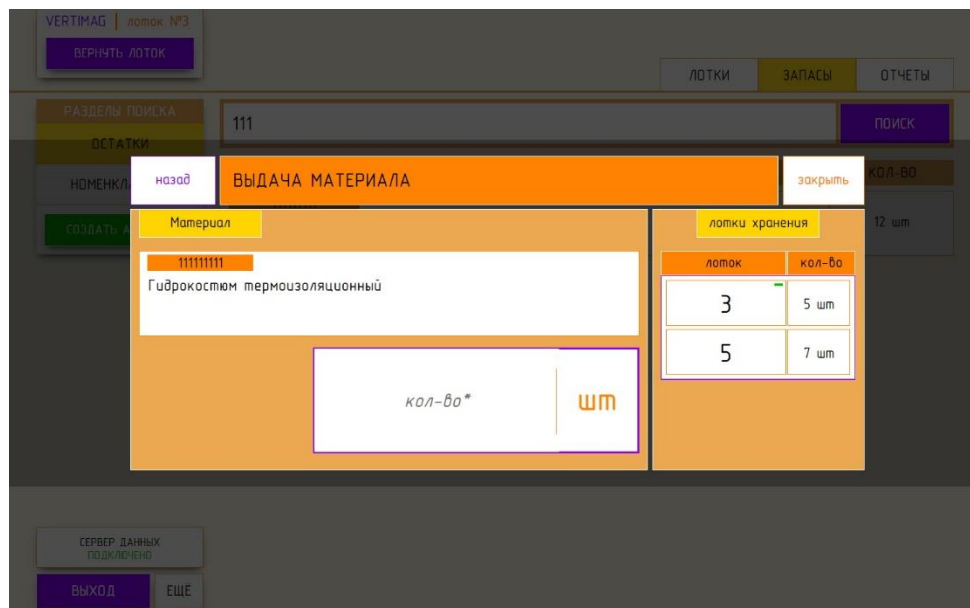 VERTIMAG | лоток №3
ВЕРНУТЬ ЛОТОК
ЛОТКИ
ЗАПАСЫ
ОТЧЕТЫ
РАЗДЕЛЫ ПОИСКА
111
ПОИСК
ОСТАТКИ
НОМЕНКЛ
назад
ВЫДАЧА МАТЕРИАЛА
закрыть
КОЛ-ВО
СОЗДАТЬ А
12 шт
Материал
лотки хранения
111111111
Гидрокостюм термоизоляционный
лоток
кол-во
3
5 шт
5
7 шт
кол-во*
шт
СЕРВЕР ДАННЫХ
ПОДКЛЮЧЕНО
ВЫХОД
ЕЩЁ